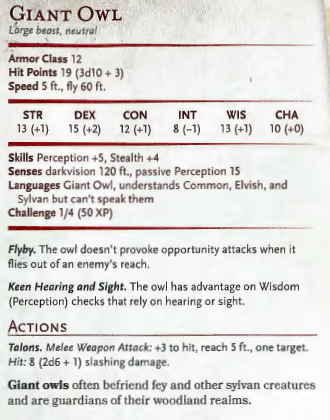 GIANT OWL
Large beast, neutral
Armor Class 12
Hit Points 19 (3d10 + 3)
Speed 5 ft., fly 60 ft.
STR DEX CON INT WIS CHA
13 (+1) 15 (+2) 12 (+1) 8 (−1) 13 (+1) 10 (+0)
Skills Perception +5, Stealth +4
Senses darkvision 120 ft., passive Perception 15
Languages Giant Owl, understands Common, Elvish, and
Sylvan but can't speak them
Challenge 1/4 (50 XP)
Flyby. The owl doesn't provoke opportunity attacks when it
flies out of an enemy's reach.
Keen Hearing and Sight. The owl has advantage on Wisdom
(Perception) checks that rely on hearing or sight.
ACTIONS
Talons. Melee Weapon Attack: +3 to hit, reach 5 ft., one target.
Hit: 8 (2d6 + 1) slashing damage.
Giant owls often befriend fey and other sylvan creatures
and are guardians of their woodland realms.